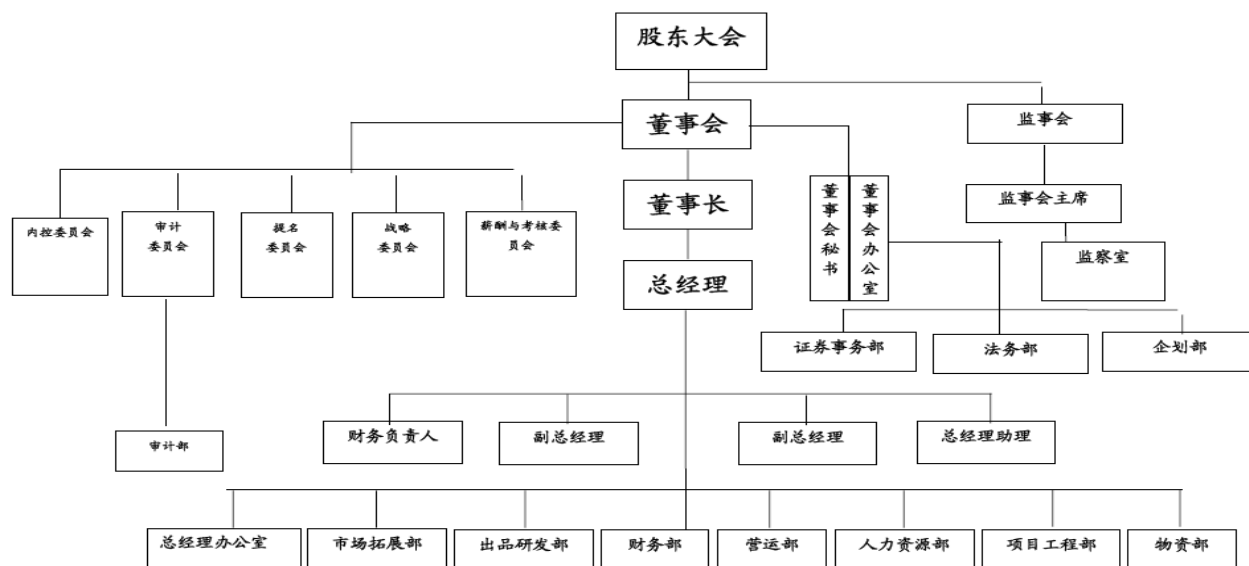 股东大会
董事会
监事会
董事会秘书
董事会办公室
董事长
监事会主席
内控委员会
审计
委员会
提名
委员会
战略
委员会
薪酬与考核委
员会
监察室
总经理
证券事务部
法务部
企划部
审计部
财务负责人
副总经理
副总经理
总经理助理
总经理办公室
市场拓展部
出品研发部
财务部
营运部
人力资源部
项目工程部
物资部